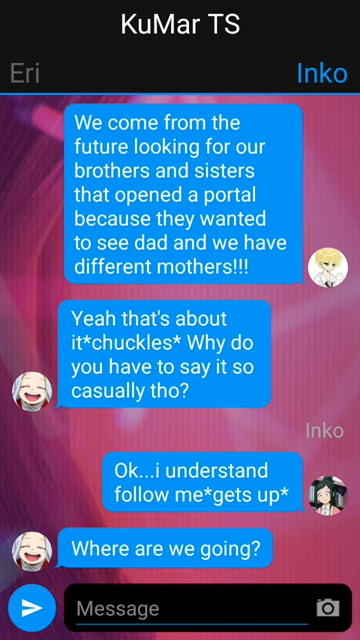 KuMar TS
Eri
Inko
We come from the
future looking for our
brothers and sisters
that opened a portal
because they wanted
to see dad and we have
different mothers!!!
Yeah that's about
it*chuckles* Why do
you have to say it so
casually tho?
Inko
Ok...i understand
follow me*gets up*
Where are we going?
Message